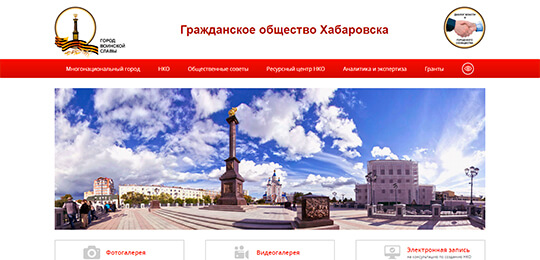 ГОРОД
ВОИНСКОЙ
СЛАВЫ
Гражданское общество Хабаровска
Многонациональный город НКО Общественные советы Ресурсный центр НКО Аналитика и экспертиза Гранты
Фотогалерея
Видеогалерея
Электронная запись
на консультацию по созданию НКО